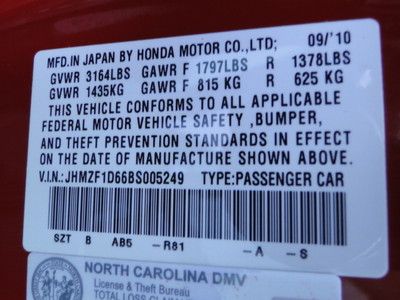 MFD.IN JAPAN BY HONDA MOTOR CO.,LTD; 09/'10
GVWR 3164LBS GAWR F 1797LBS R 1378LBS
GVWR 1435KG GAWR F 815 KG R 625 KG
THIS VEHICLE CONFORMS TO ALL APPLICABLE
FEDERAL MOTOR VEHICLE SAFETY ,BUMPER,
AND THEFT PREVENTION STANDARDS IN EFFECT
ON THE DATE OF MANUFACTURE SHOWN ABOVE.
V.I.N.:JHMZF1D66BS005249 TYPE:PASSENGER CAR
SZT B AB5 -R81 -A -S
NORTH CAROLINA DMV
License & Theft Bureau
TOTAL LOSS